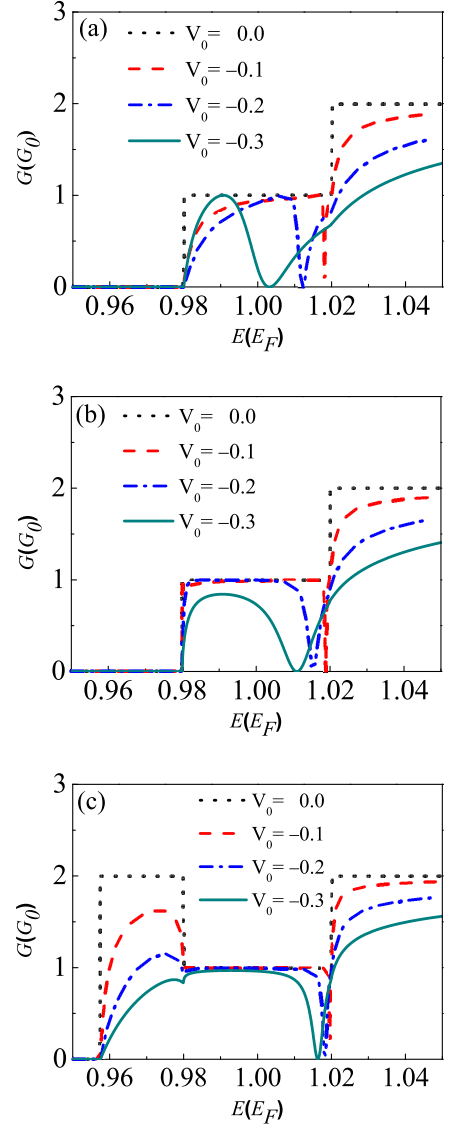 (a)
V₀= 0.0
V₀= –0.1
V₀= –0.2
V₀= –0.3
3
2
1
0
G(G₀)
0.96 0.98 1.00 1.02 1.04
E(E_F)
(b)
V₀= 0.0
V₀= –0.1
V₀= –0.2
V₀= –0.3
3
2
1
0
G(G₀)
0.96 0.98 1.00 1.02 1.04
E(E_F)
(c)
V₀= 0.0
V₀= –0.1
V₀= –0.2
V₀= –0.3
3
2
1
0
G(G₀)
0.96 0.98 1.00 1.02 1.04
E(E_F)